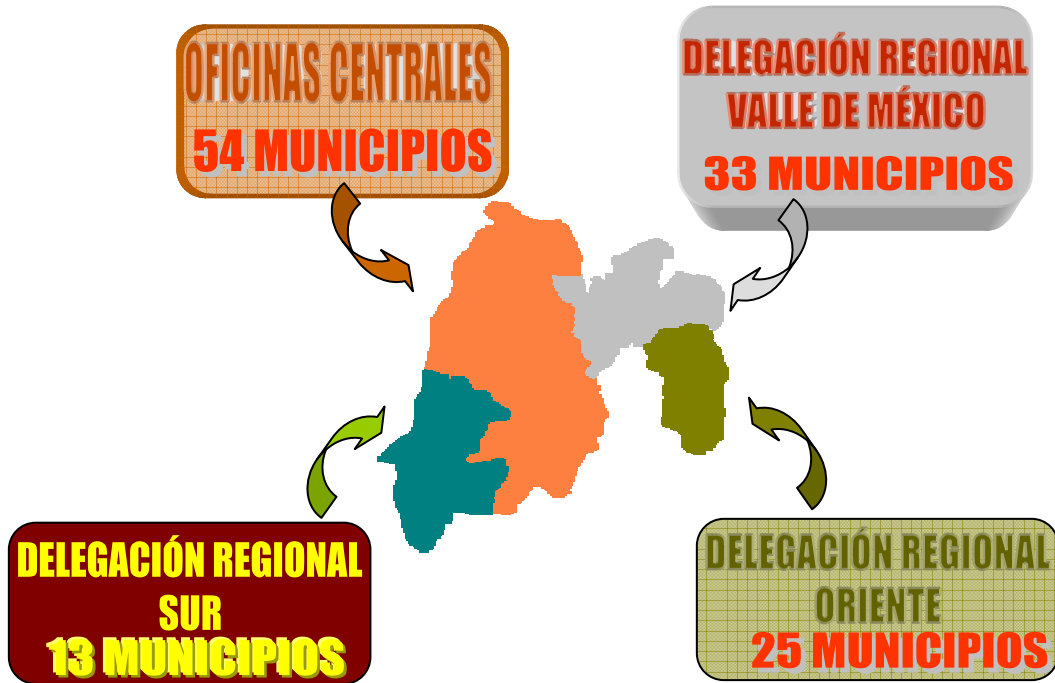 OFICINAS CENTRALES
54 MUNICIPIOS
DELEGACIÓN REGIONAL
VALLE DE MÉXICO
33 MUNICIPIOS
DELEGACIÓN REGIONAL
SUR
13 MUNICIPIOS
DELEGACIÓN REGIONAL
ORIENTE
25 MUNICIPIOS